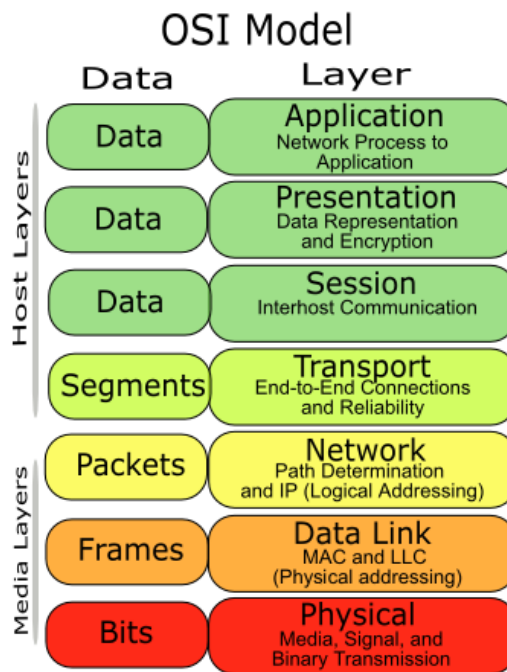 OSI Model
Data
Layer
Host Layers
Data
Application
Network Process to
Application
Data
Presentation
Data Representation
and Encryption
Data
Session
Interhost Communication
Segments
Transport
End-to-End Connections
and Reliability
Media Layers
Packets
Network
Path Determination
and IP (Logical Addressing)
Frames
Data Link
MAC and LLC
(Physical addressing)
Bits
Physical
Media, Signal, and
Binary Transmission